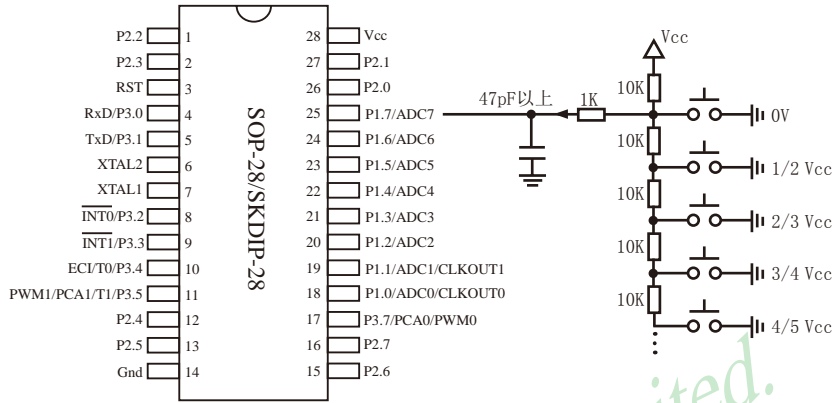 P2.2 1 28 Vcc
P2.3 2 27 P2.1
RST 3 26 P2.0
RxD/P3.0 4 25 P1.7/ADC7
TxD/P3.1 5 24 P1.6/ADC6
XTAL2 6 23 P1.5/ADC5
XTAL1 7 22 P1.4/ADC4
INT0/P3.2 8 21 P1.3/ADC3
INT1/P3.3 9 20 P1.2/ADC2
ECI/T0/P3.4 10 19 P1.1/ADC1/CLKOUT1
PWM1/PCA1/T1/P3.5 11 18 P1.0/ADC0/CLKOUT0
P2.4 12 17 P3.7/PCA0/PWM0
P2.5 13 16 P2.7
Gnd 14 15 P2.6
SOP-28/SKDIP-28
47pF以上
1K
Vcc
10K
0V
10K
1/2 Vcc
10K
2/3 Vcc
10K
3/4 Vcc
10K
4/5 Vcc